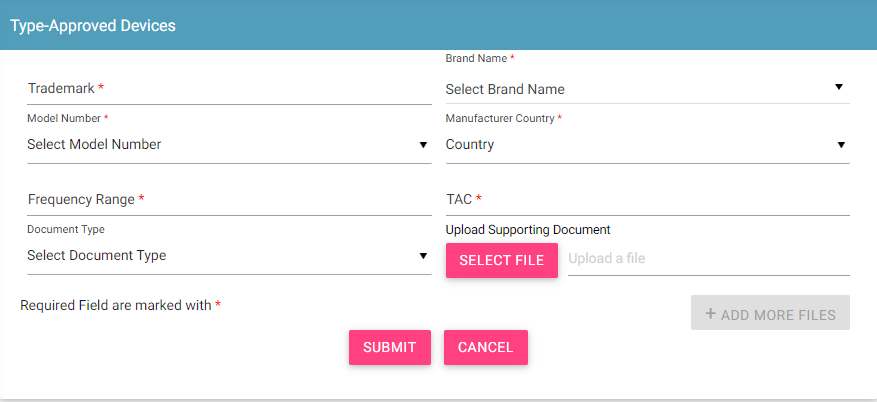 Type-Approved Devices
Brand Name *
Trademark *
Select Brand Name
Model Number *
Manufacturer Country *
Select Model Number
Country
Frequency Range *
TAC *
Document Type
Upload Supporting Document
Select Document Type
SELECT FILE
Upload a file
Required Field are marked with *
+ ADD MORE FILES
SUBMIT
CANCEL